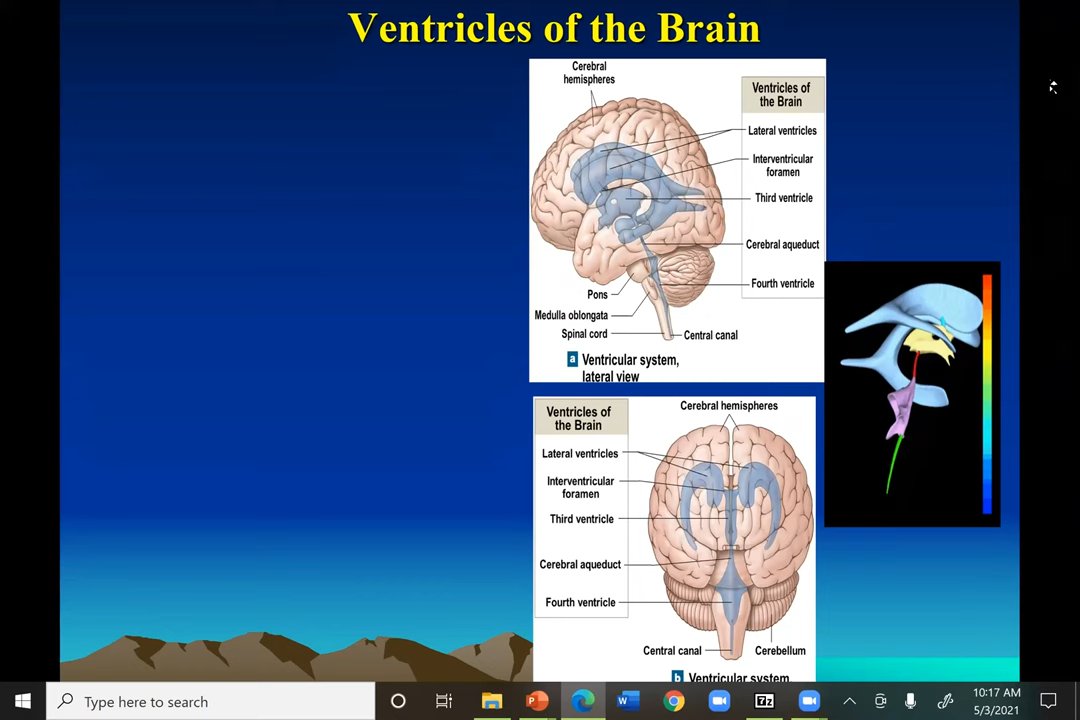 Ventricles of the Brain
Cerebral
hemispheres
Ventricles of
the Brain
Lateral ventricles
Interventricular
foramen
Third ventricle
Cerebral aqueduct
Fourth ventricle
Pons
Medulla oblongata
Spinal cord
Central canal
a Ventricular system,
lateral view
Ventricles of
the Brain
Cerebral hemispheres
Lateral ventricles
Interventricular
foramen
Third ventricle
Cerebral aqueduct
Fourth ventricle
Central canal
Cerebellum
b Ventricular system
Type here to search
10:17 AM
5/3/2021